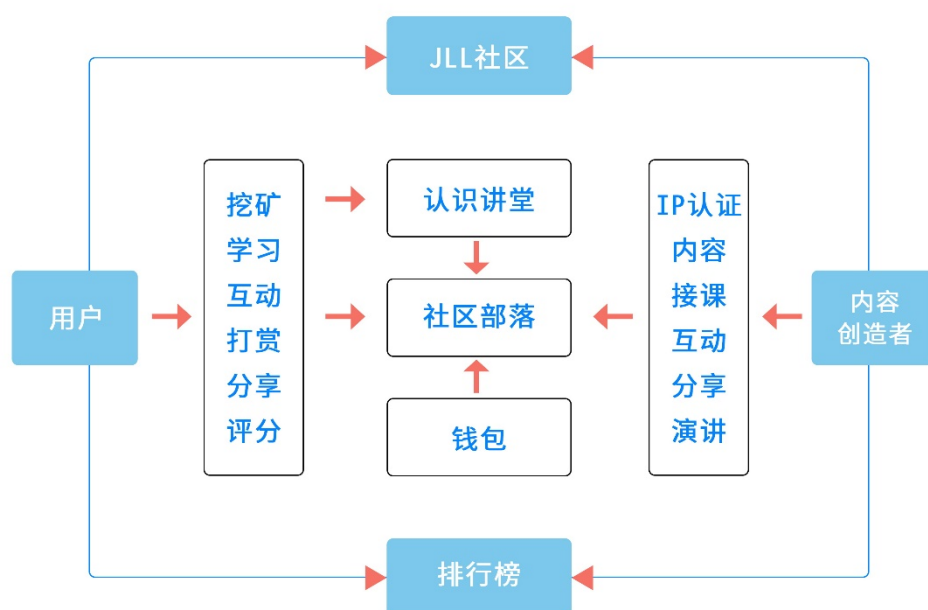 JLL社区
用户
挖矿
学习
互动
打赏
分享
评分
认识讲堂
社区部落
钱包
IP认证
内容
接课
互动
分享
演讲
内容
创造者
排行榜